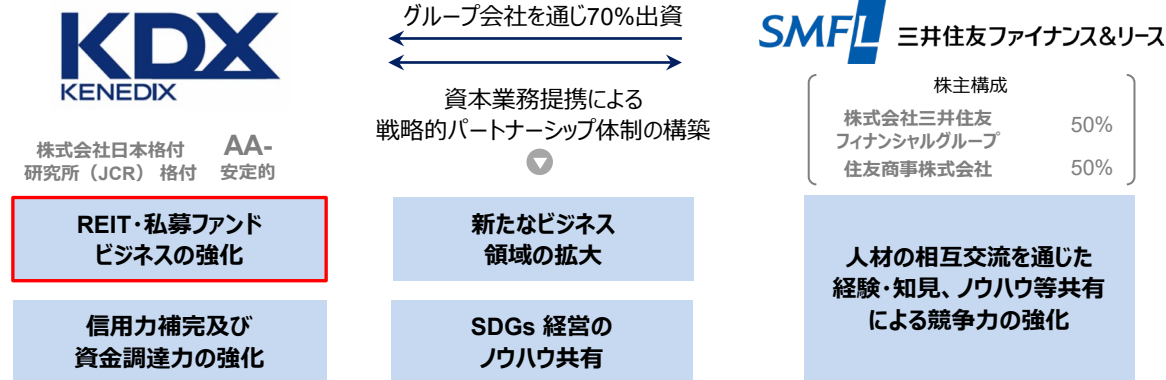 KDX
KENEDIX
株式会社日本格付
研究所（JCR） 格付
AA-
安定的
グループ会社を通じ70%出資
資本業務提携による
戦略的パートナーシップ体制の構築
SMFL 三井住友ファイナンス&リース
株主構成
株式会社三井住友
フィナンシャルグループ
50%
住友商事株式会社 50%
REIT・私募ファンド
ビジネスの強化
新たなビジネス
領域の拡大
人材の相互交流を通じた
経験・知見、ノウハウ等共有
による競争力の強化
信用力補完及び
資金調達力の強化
SDGs 経営の
ノウハウ共有